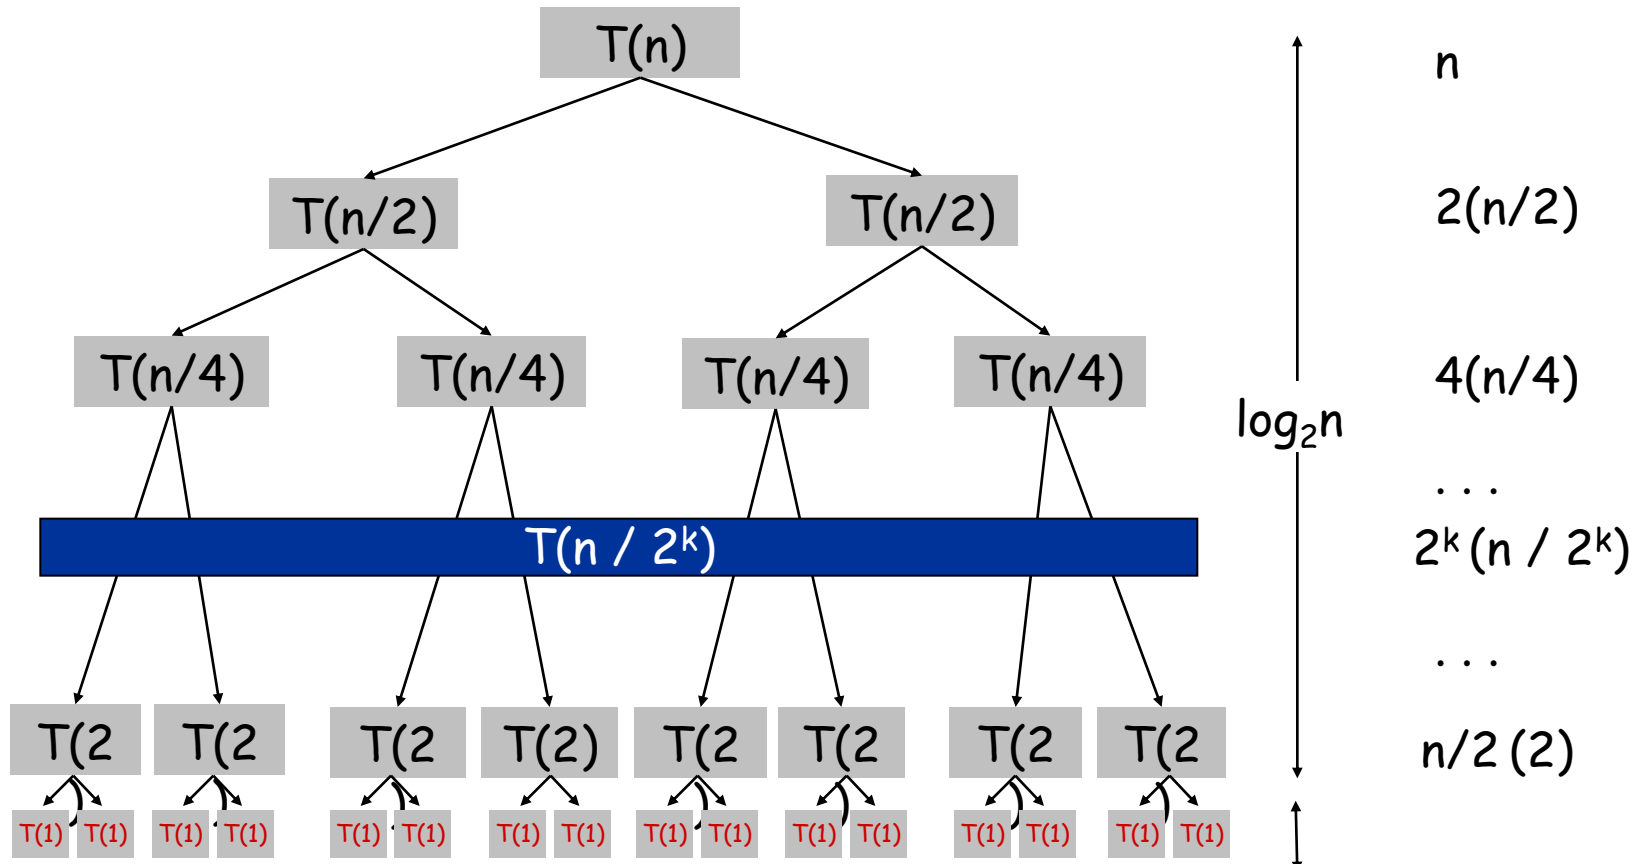 T(n)
n
T(n/2) T(n/2)
2(n/2)
T(n/4) T(n/4) T(n/4) T(n/4)
4(n/4)
log₂n
. . .
T(n / 2ᵏ)
2ᵏ (n / 2ᵏ)
. . .
T(2) T(2) T(2) T(2) T(2) T(2) T(2) T(2)
n/2 (2)
T(1) T(1) T(1) T(1) T(1) T(1) T(1) T(1) T(1) T(1) T(1) T(1) T(1) T(1) T(1) T(1)